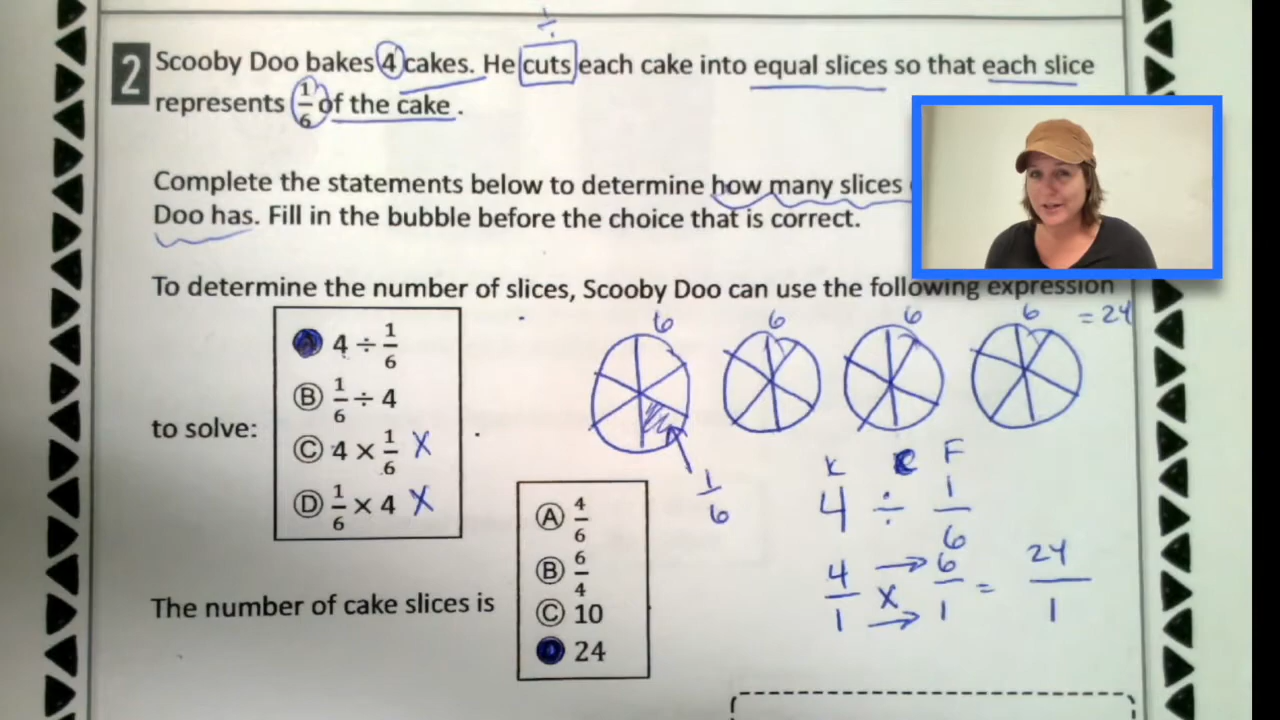 2 Scooby Doo bakes 4 cakes. He cuts each cake into equal slices so that each slice
represents 1/6 of the cake.
Complete the statements below to determine how many slices
Doo has. Fill in the bubble before the choice that is correct.
To determine the number of slices, Scooby Doo can use the following expression
6 6 6 6 = 24
A 4 ÷ 1/6
B 1/6 ÷ 4
to solve:
C 4 × 1/6 X
D 1/6 × 4 X
1/6
K C F
4 ÷ 1/6
4/1 X 6/1 = 24/1
The number of cake slices is
A 4/6
B 6/4
C 10
24